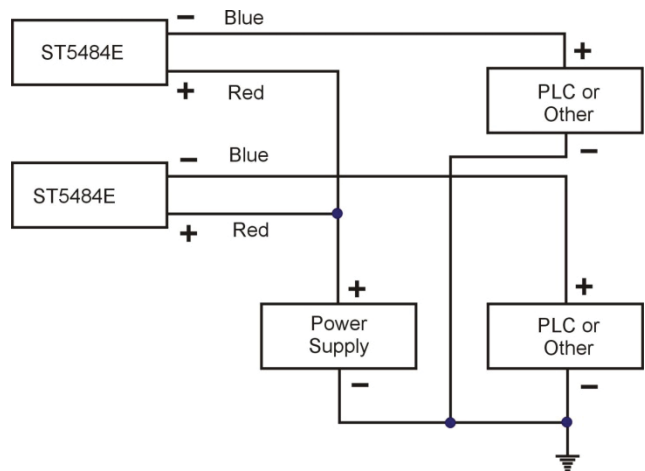 − Blue
ST5484E
+ Red
+
PLC or
Other
−
− Blue
ST5484E
+ Red
+
Power
Supply
−
+
PLC or
Other
−